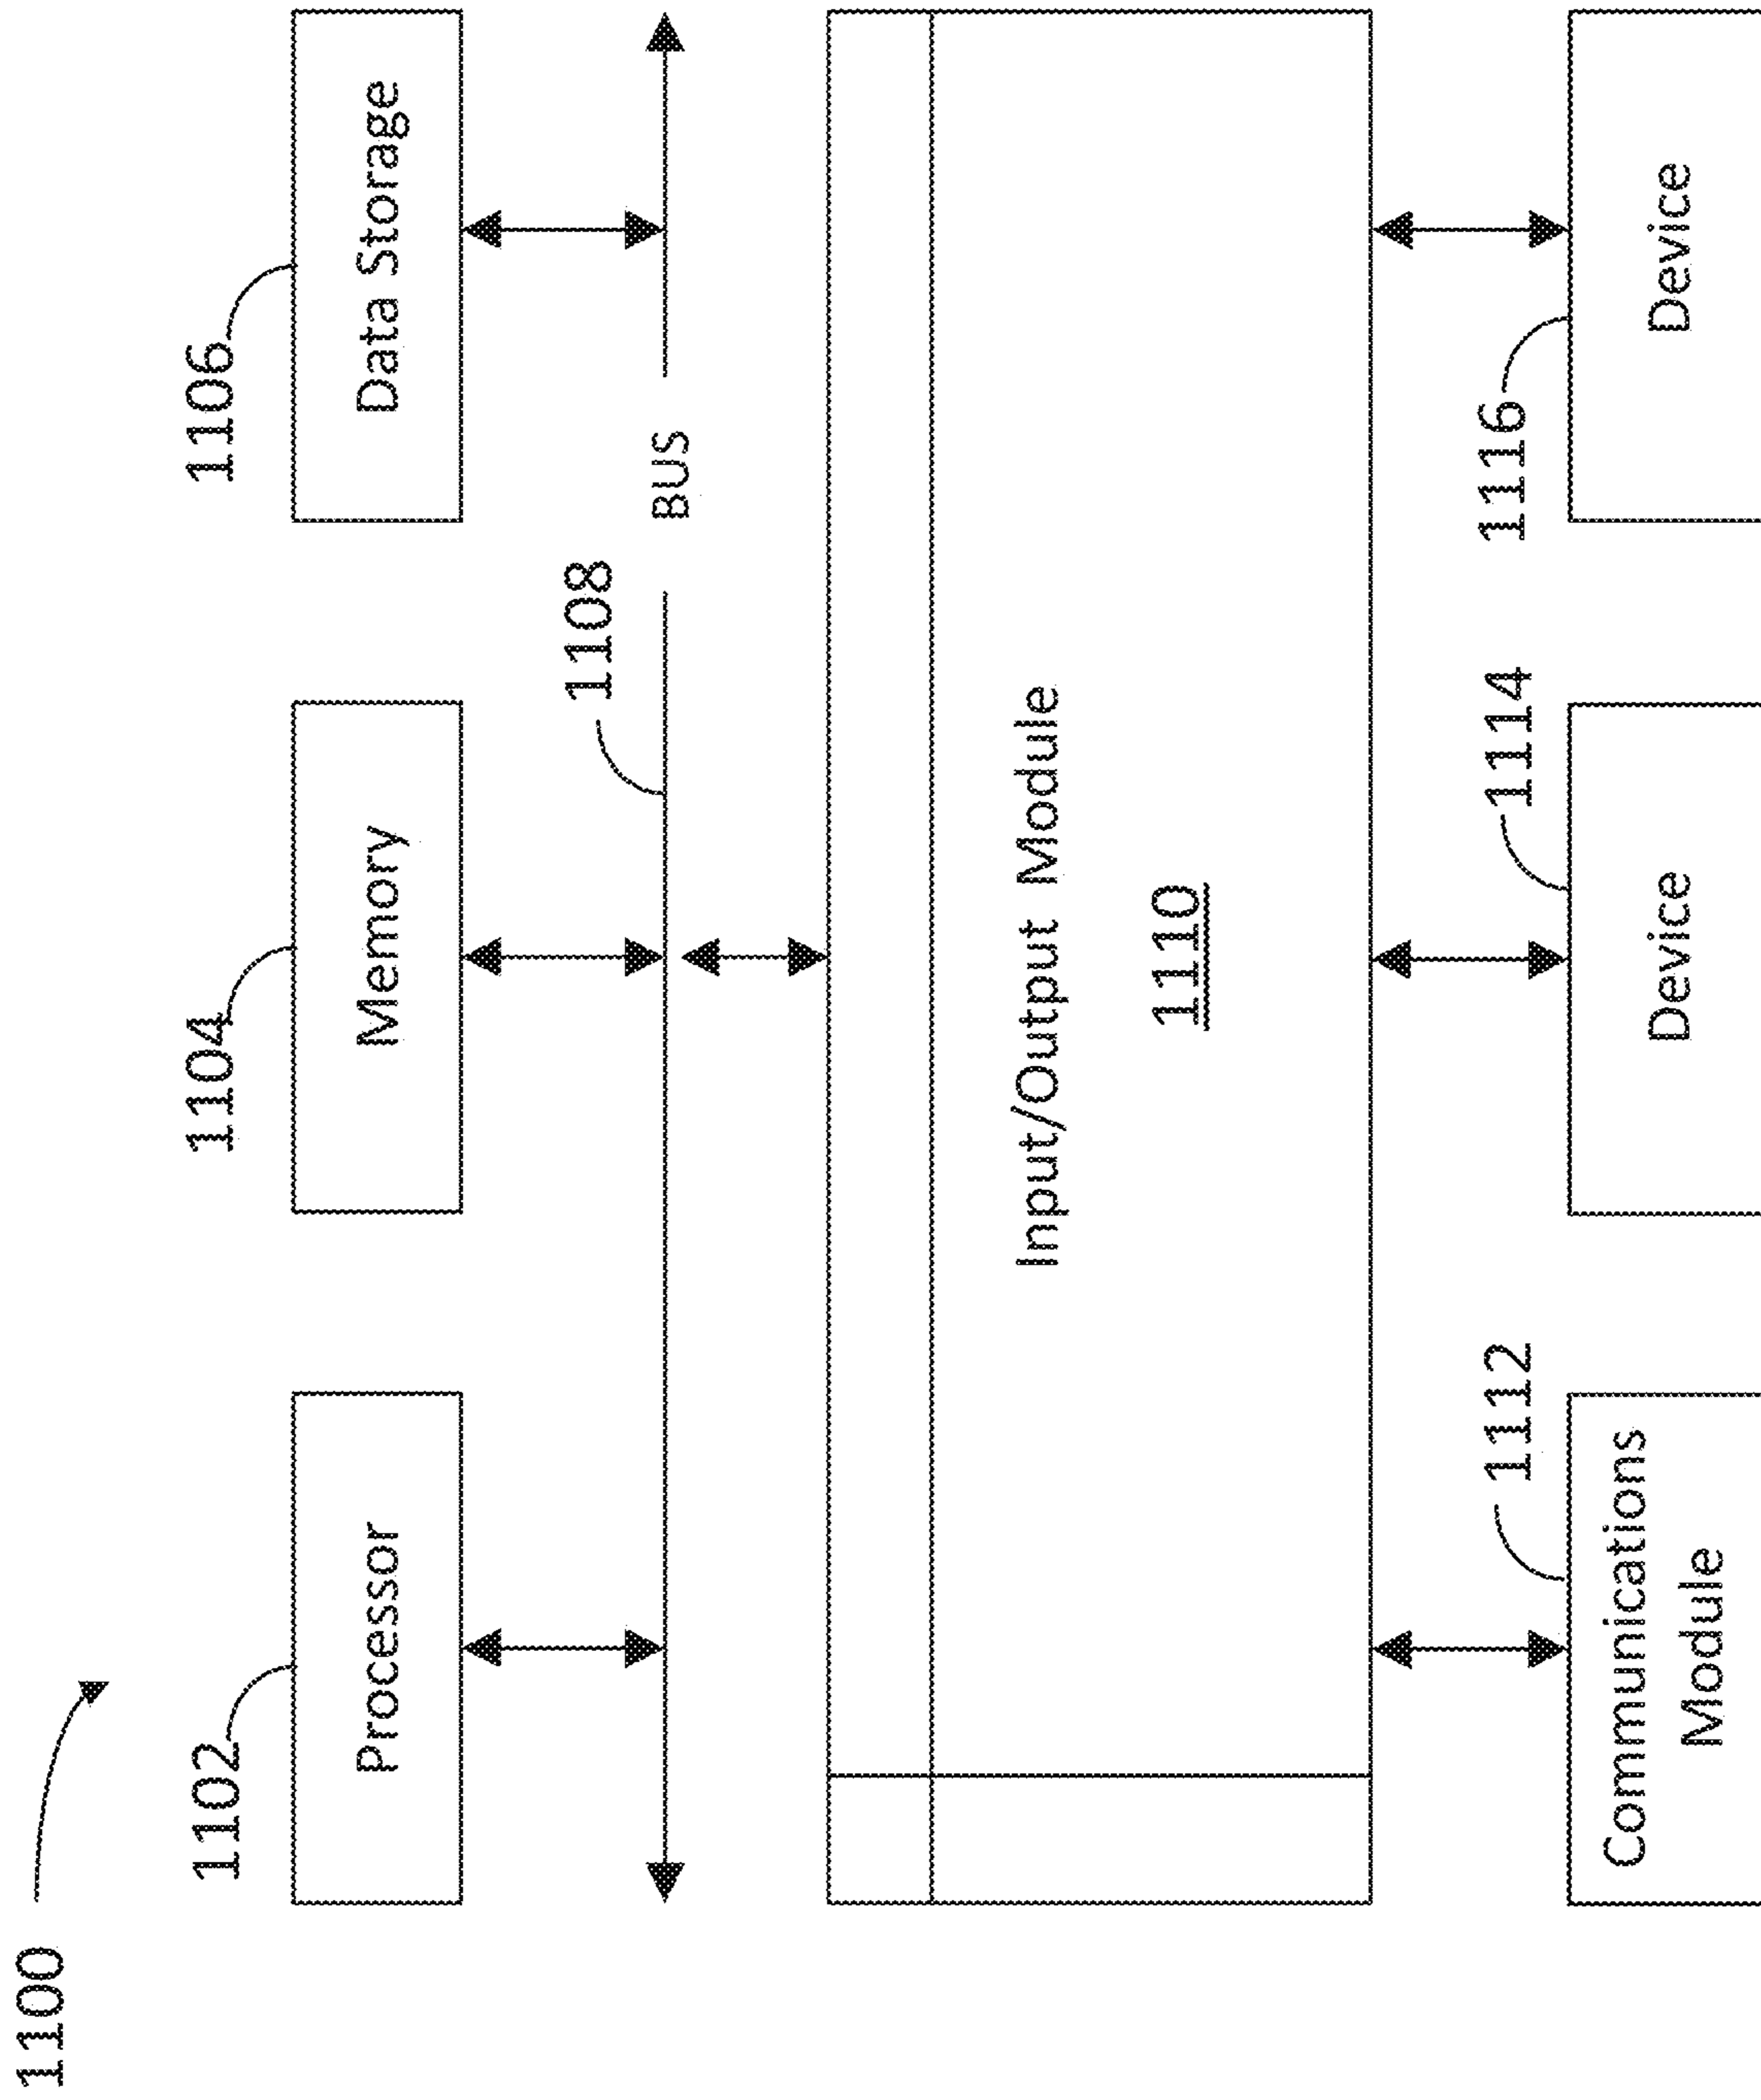 1100
1102
Processor
1104
Memory
1106
Data Storage
1108
BUS
Input/Output Module
1110
1112
Communications
Module
1114
Device
1116
Device